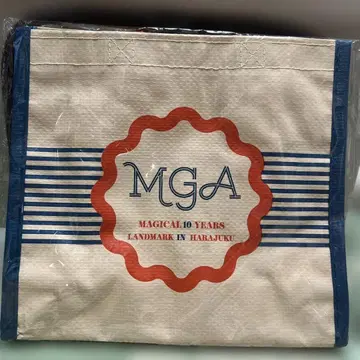 MGA
MAGICAL 10 YEARS
LANDMARK IN HARAJUKU